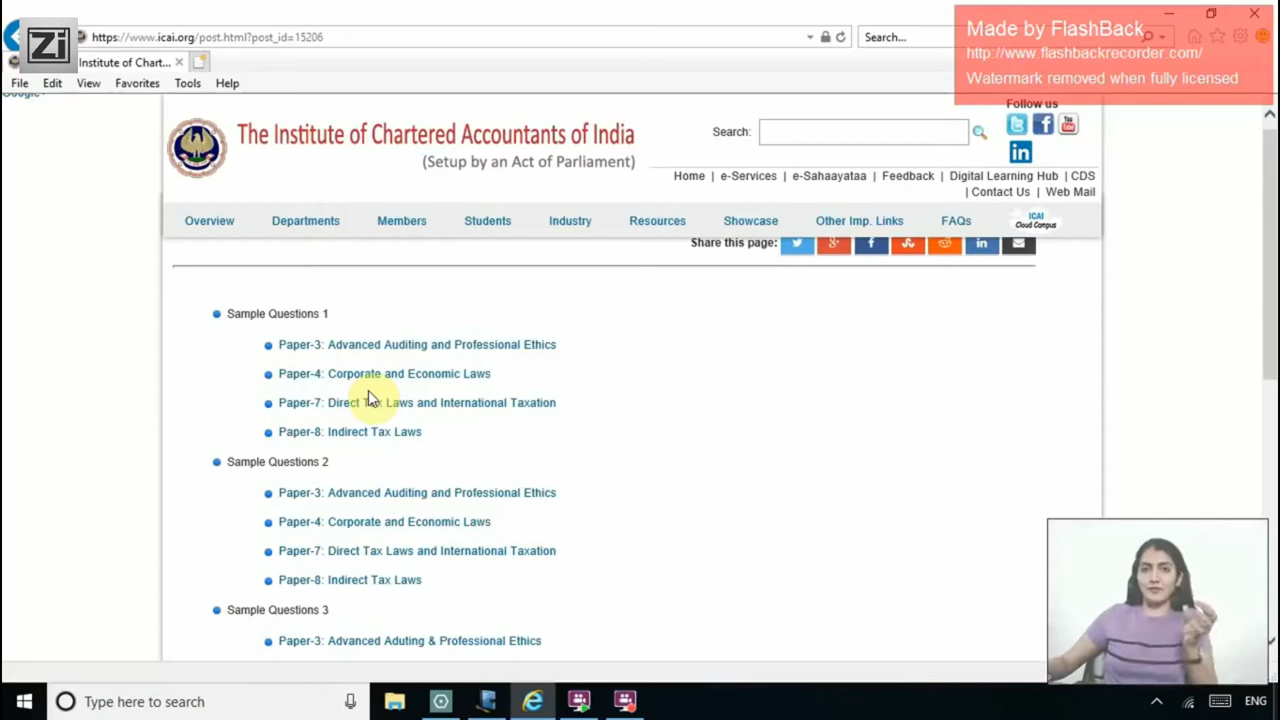 Made by FlashBack
http://www.flashbackrecorder.com/
Watermark removed when fully licensed
Zi
https://www.icai.org/post.html?post_id=15206
Search...
Institute of Chart...
File Edit View Favorites Tools Help
Google+
Follow us
The Institute of Chartered Accountants of India
(Setup by an Act of Parliament)
Search:
You Tube
in
Home | e-Services | e-Sahaayataa | Feedback | Digital Learning Hub | CDS
| Contact Us | Web Mail
Overview Departments Members Students Industry Resources Showcase Other Imp. Links FAQs ICAI Cloud Campus
Share this page:
Sample Questions 1
Paper-3: Advanced Auditing and Professional Ethics
Paper-4: Corporate and Economic Laws
Paper-7: Direct Tax Laws and International Taxation
Paper-8: Indirect Tax Laws
Sample Questions 2
Paper-3: Advanced Auditing and Professional Ethics
Paper-4: Corporate and Economic Laws
Paper-7: Direct Tax Laws and International Taxation
Paper-8: Indirect Tax Laws
Sample Questions 3
Paper-3: Advanced Aduting & Professional Ethics
Type here to search
ENG